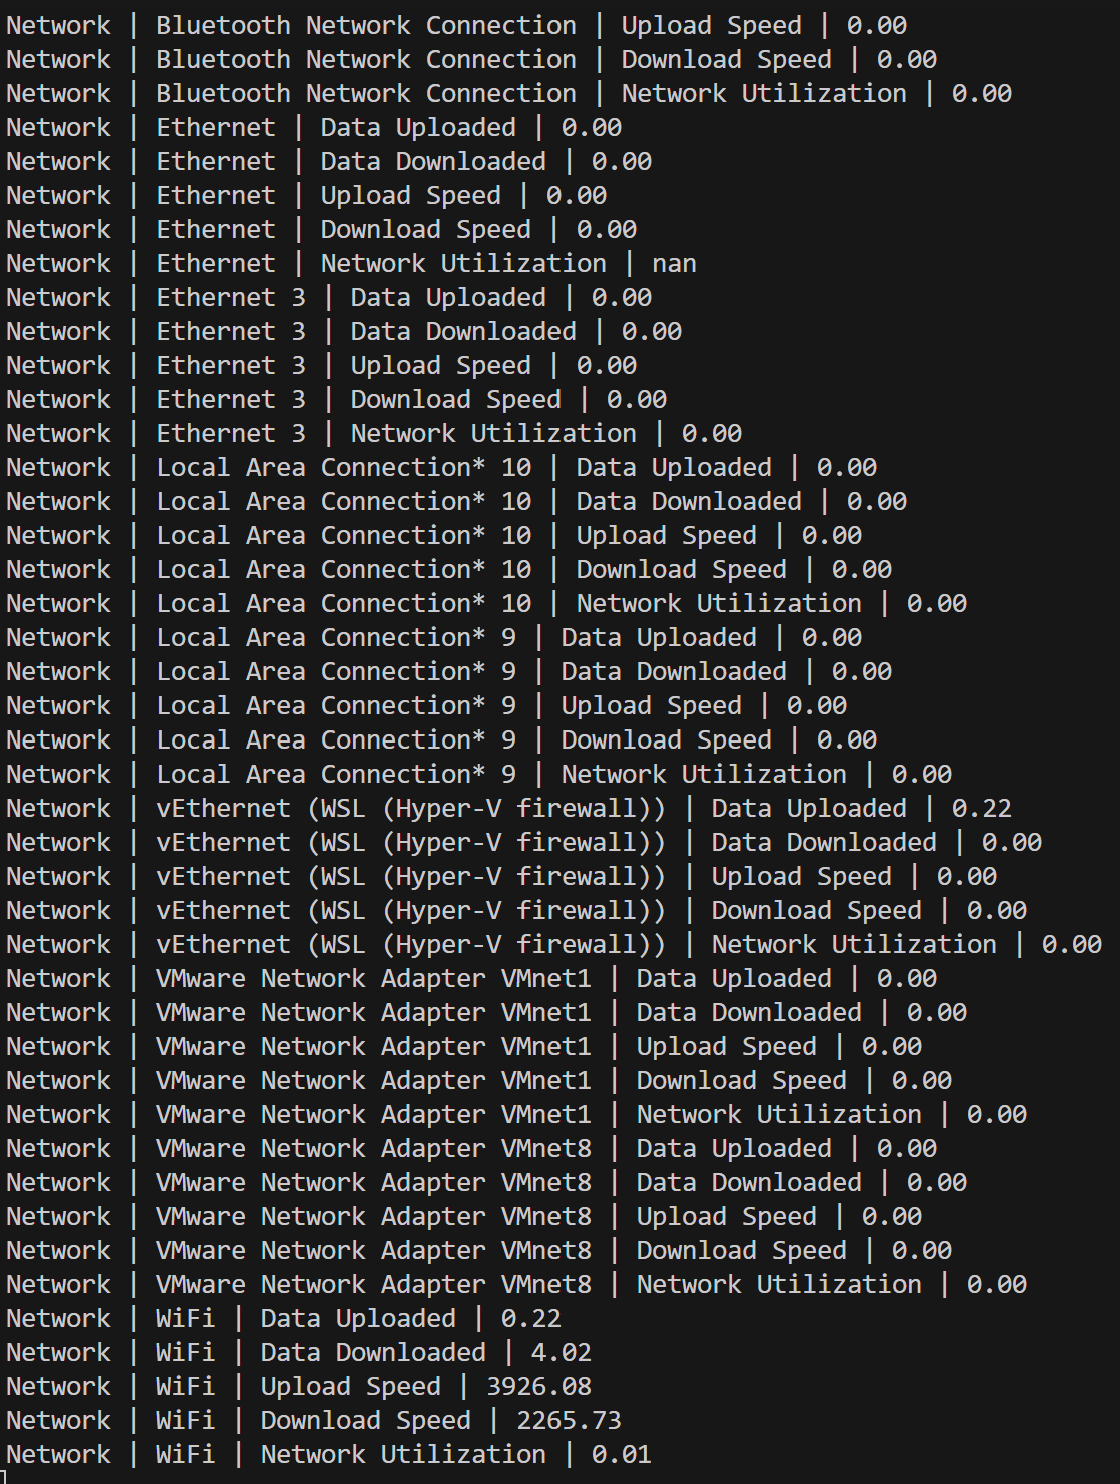 Network | Bluetooth Network Connection | Upload Speed | 0.00
Network | Bluetooth Network Connection | Download Speed | 0.00
Network | Bluetooth Network Connection | Network Utilization | 0.00
Network | Ethernet | Data Uploaded | 0.00
Network | Ethernet | Data Downloaded | 0.00
Network | Ethernet | Upload Speed | 0.00
Network | Ethernet | Download Speed | 0.00
Network | Ethernet | Network Utilization | nan
Network | Ethernet 3 | Data Uploaded | 0.00
Network | Ethernet 3 | Data Downloaded | 0.00
Network | Ethernet 3 | Upload Speed | 0.00
Network | Ethernet 3 | Download Speed | 0.00
Network | Ethernet 3 | Network Utilization | 0.00
Network | Local Area Connection* 10 | Data Uploaded | 0.00
Network | Local Area Connection* 10 | Data Downloaded | 0.00
Network | Local Area Connection* 10 | Upload Speed | 0.00
Network | Local Area Connection* 10 | Download Speed | 0.00
Network | Local Area Connection* 10 | Network Utilization | 0.00
Network | Local Area Connection* 9 | Data Uploaded | 0.00
Network | Local Area Connection* 9 | Data Downloaded | 0.00
Network | Local Area Connection* 9 | Upload Speed | 0.00
Network | Local Area Connection* 9 | Download Speed | 0.00
Network | Local Area Connection* 9 | Network Utilization | 0.00
Network | vEthernet (WSL (Hyper-V firewall)) | Data Uploaded | 0.22
Network | vEthernet (WSL (Hyper-V firewall)) | Data Downloaded | 0.00
Network | vEthernet (WSL (Hyper-V firewall)) | Upload Speed | 0.00
Network | vEthernet (WSL (Hyper-V firewall)) | Download Speed | 0.00
Network | vEthernet (WSL (Hyper-V firewall)) | Network Utilization | 0.00
Network | VMware Network Adapter VMnet1 | Data Uploaded | 0.00
Network | VMware Network Adapter VMnet1 | Data Downloaded | 0.00
Network | VMware Network Adapter VMnet1 | Upload Speed | 0.00
Network | VMware Network Adapter VMnet1 | Download Speed | 0.00
Network | VMware Network Adapter VMnet1 | Network Utilization | 0.00
Network | VMware Network Adapter VMnet8 | Data Uploaded | 0.00
Network | VMware Network Adapter VMnet8 | Data Downloaded | 0.00
Network | VMware Network Adapter VMnet8 | Upload Speed | 0.00
Network | VMware Network Adapter VMnet8 | Download Speed | 0.00
Network | VMware Network Adapter VMnet8 | Network Utilization | 0.00
Network | WiFi | Data Uploaded | 0.22
Network | WiFi | Data Downloaded | 4.02
Network | WiFi | Upload Speed | 3926.08
Network | WiFi | Download Speed | 2265.73
Network | WiFi | Network Utilization | 0.01